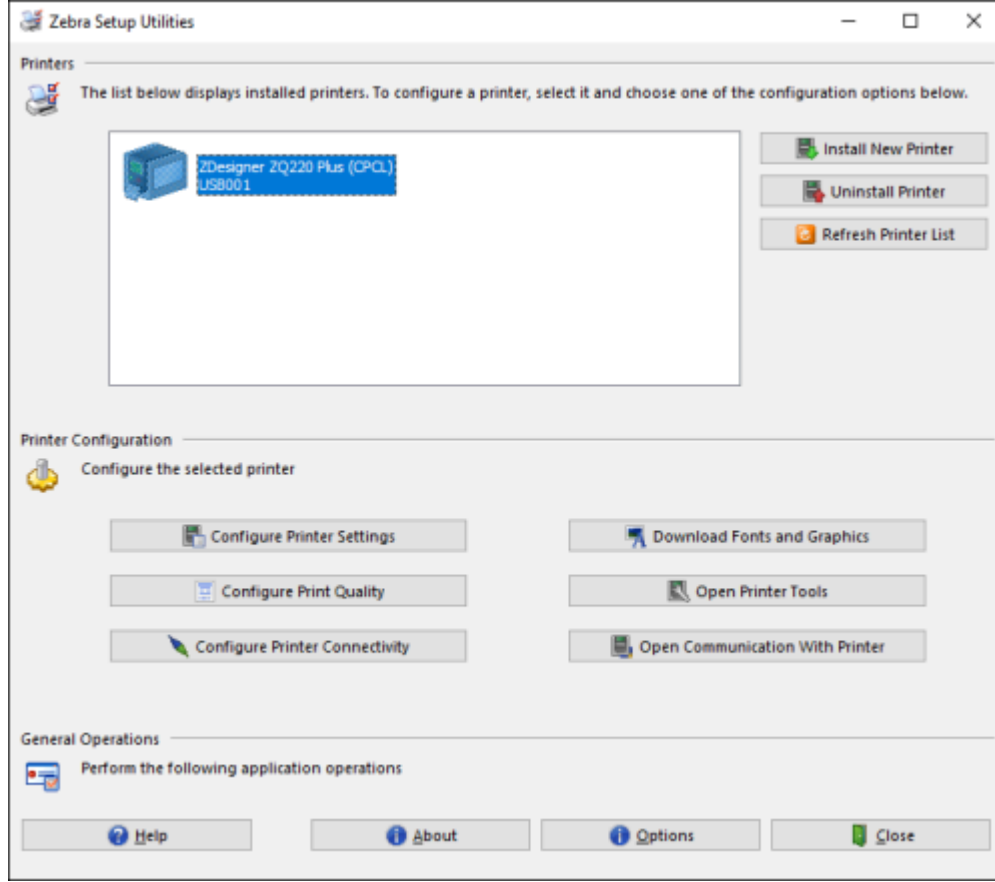 Zebra Setup Utilities
Printers
The list below displays installed printers. To configure a printer, select it and choose one of the configuration options below.
ZDesigner ZQ220 Plus (CPCL)
USB001
Install New Printer
Uninstall Printer
Refresh Printer List
Printer Configuration
Configure the selected printer
Configure Printer Settings
Download Fonts and Graphics
Configure Print Quality
Open Printer Tools
Configure Printer Connectivity
Open Communication With Printer
General Operations
Perform the following application operations
Help
About
Options
Close